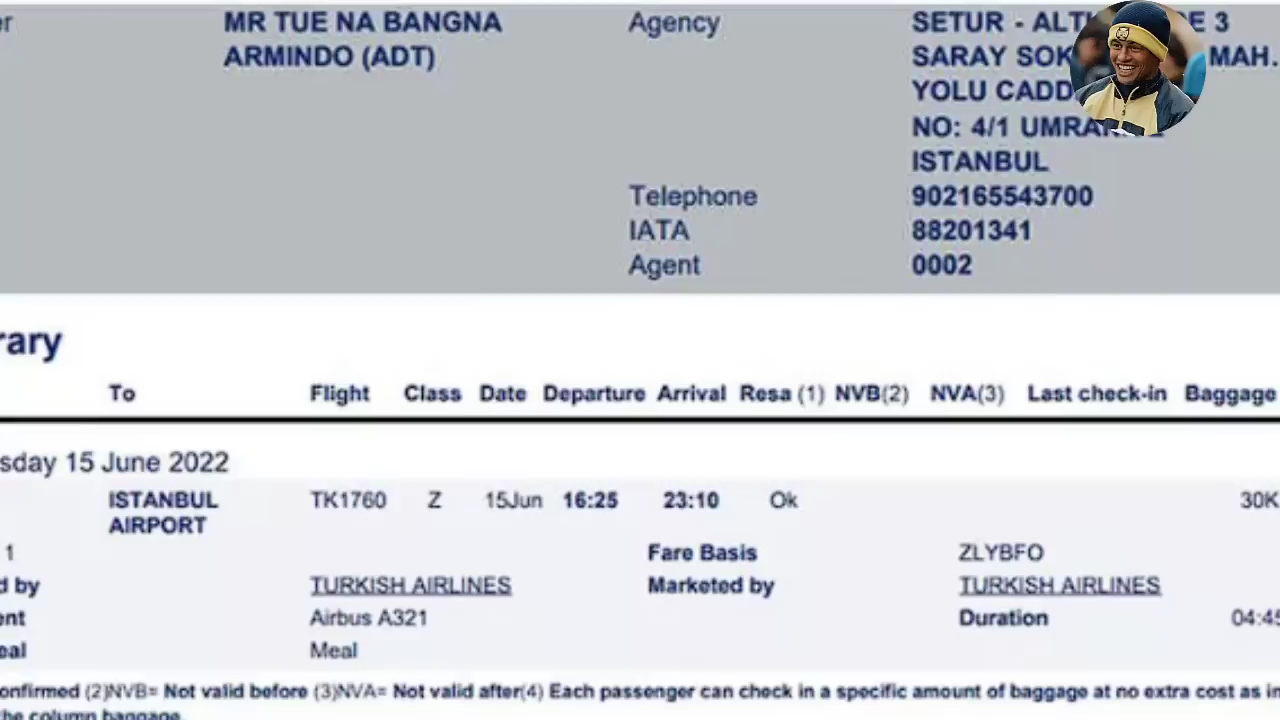 er
MR TUE NA BANGNA
ARMINDO (ADT)
Agency
SETUR - E 3
SARAY MAH.
YOLU
NO: 4/1
ISTANBUL
Telephone 902165543700
IATA 88201341
Agent 0002
rary
To Flight Class Date Departure Arrival Resa (1) NVB(2) NVA(3) Last check-in Baggage
sday 15 June 2022
ISTANBUL TK1760 Z 15Jun 16:25 23:10 Ok 30K
AIRPORT
1 Fare Basis ZLYBFO
d by TURKISH AIRLINES Marketed by TURKISH AIRLINES
ent Airbus A321 Duration 04:45
eal Meal
onfirmed (2)NVB= Not valid before (3)NVA= Not valid after(4) Each passenger can check in a specific amount of baggage at no extra cost as in
the column baggage.